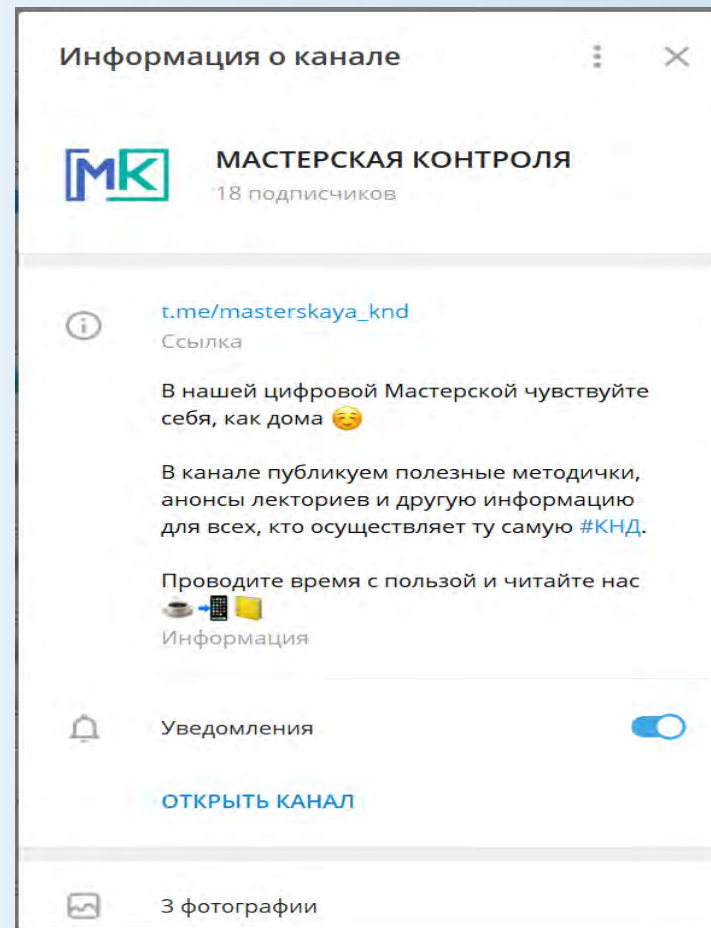 Информация о канале
МК
МАСТЕРСКАЯ КОНТРОЛЯ
18 подписчиков
t.me/masterskaya_knd
Ссылка
В нашей цифровой Мастерской чувствуйте
себя, как дома ☺️
В канале публикуем полезные методички,
анонсы лекториев и другую информацию
для всех, кто осуществляет ту самую #КНД.
Проводите время с пользой и читайте нас
☕📲📒
Информация
Уведомления
ОТКРЫТЬ КАНАЛ
3 фотографии